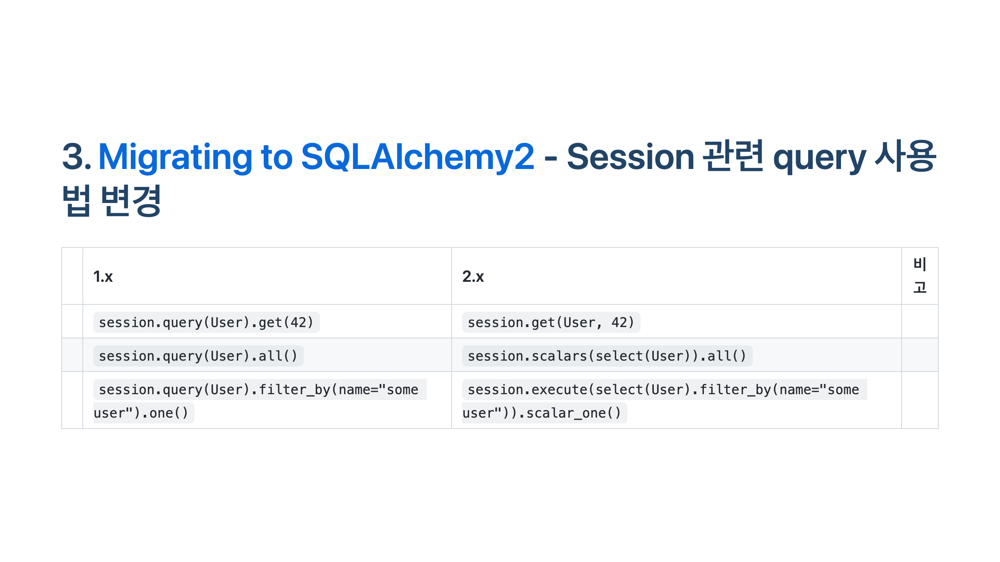 3. Migrating to SQLAlchemy2 - Session 관련 query 사용
법 변경
1.x
2.x
비
고
session.query(User).get(42)
session.get(User, 42)
session.query(User).all()
session.scalars(select(User)).all()
session.query(User).filter_by(name="some
user").one()
session.execute(select(User).filter_by(name="some
user")).scalar_one()